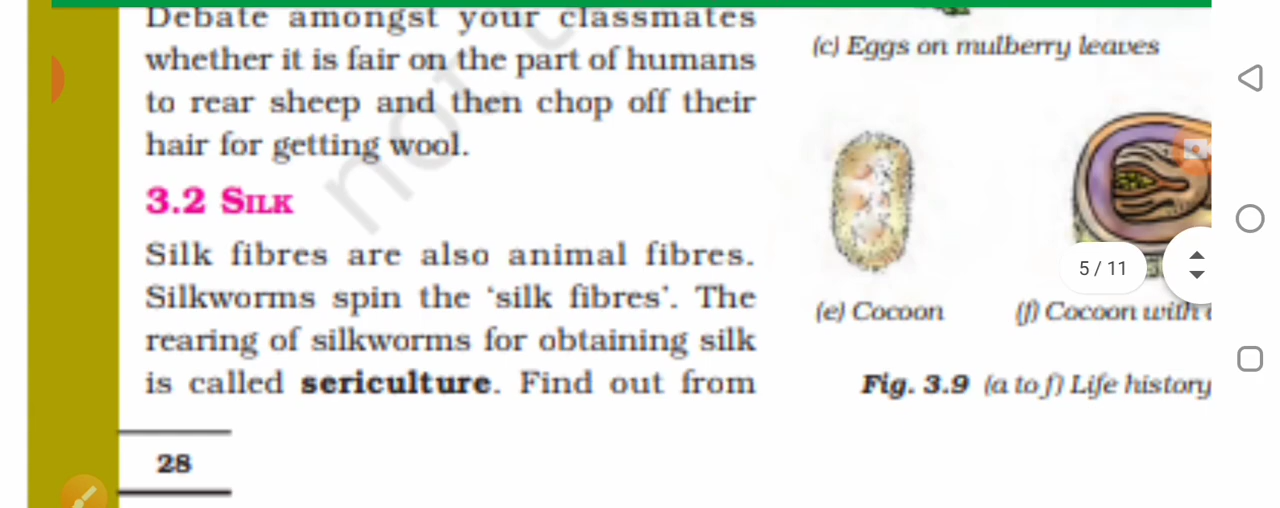 Debate amongst your classmates
whether it is fair on the part of humans
to rear sheep and then chop off their
hair for getting wool.
3.2 SILK
Silk fibres are also animal fibres.
Silkworms spin the ‘silk fibres’. The
rearing of silkworms for obtaining silk
is called sericulture. Find out from
28
not
(c) Eggs on mulberry leaves
(e) Cocoon
(f) Cocoon with
5 / 11
Fig. 3.9 (a to f) Life history